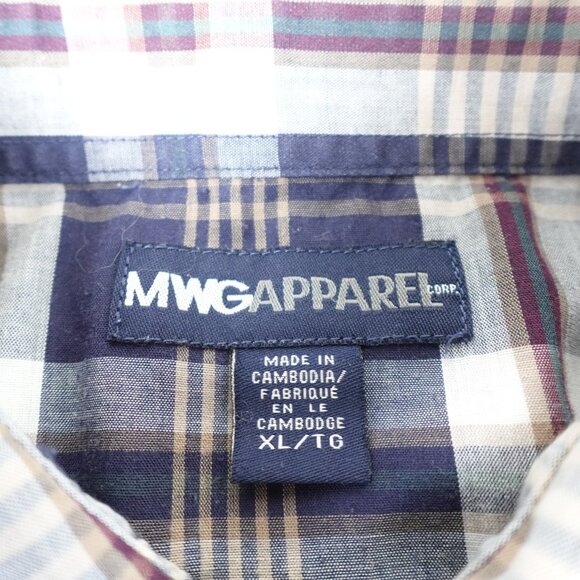 MWGAPPAREL CORP.
MADE IN
CAMBODIA/
FABRIQUÉ
EN LE
CAMBODGE
XL/TG